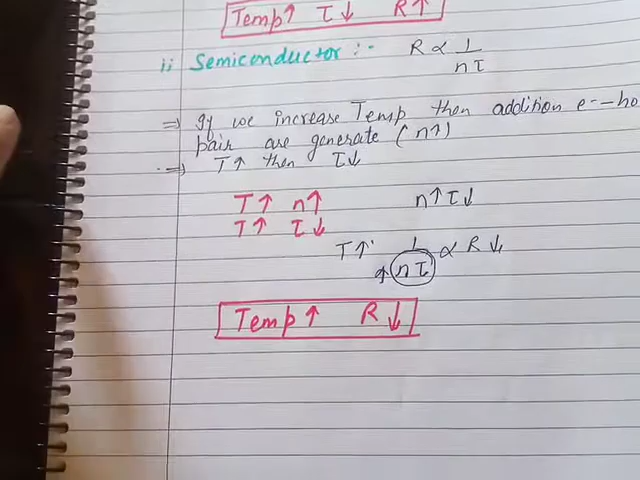 Temp↑ τ↓ R↑
ii Semiconductor :- R ∝ 1/nτ
⇒ If we increase Temp then addition e--ho
pair are generate (n↑)
⇒ T↑ then τ↓
T↑ n↑ n↑τ↓
T↑ τ↓
T↑ 1/↑nτ ∝ R↓
Temp↑ R↓